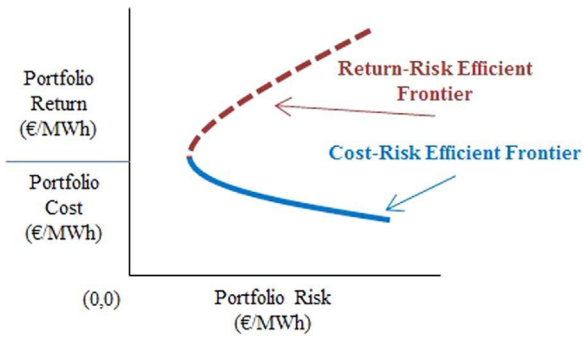 Portfolio
Return
(€/MWh)
Return-Risk Efficient
Frontier
Cost-Risk Efficient Frontier
Portfolio
Cost
(€/MWh)
(0,0)
Portfolio Risk
(€/MWh)